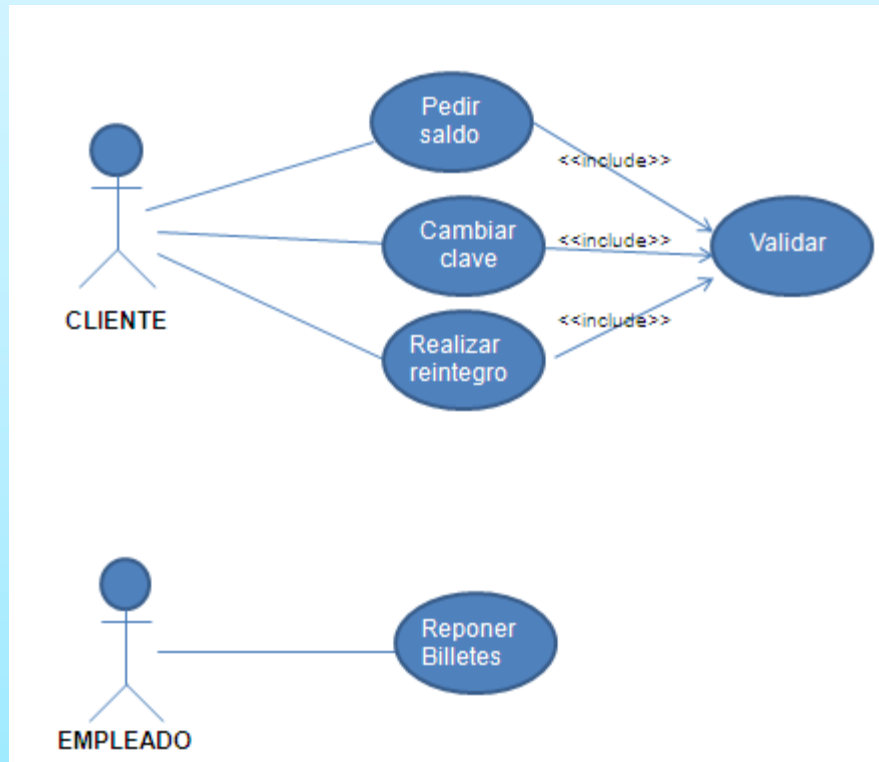 Pedir
saldo
<<include>>
Cambiar
clave
<<include>>
Validar
CLIENTE
Realizar
reintegro
<<include>>
Reponer
Billetes
EMPLEADO